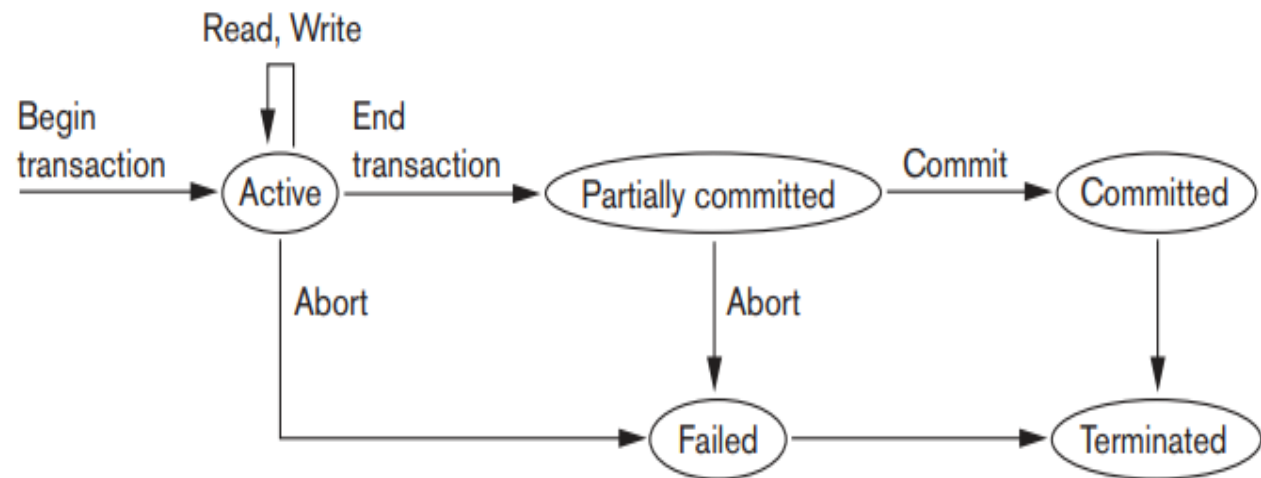 Read, Write
Begin
transaction
End
transaction
Active
Partially committed
Commit
Committed
Abort
Abort
Failed
Terminated